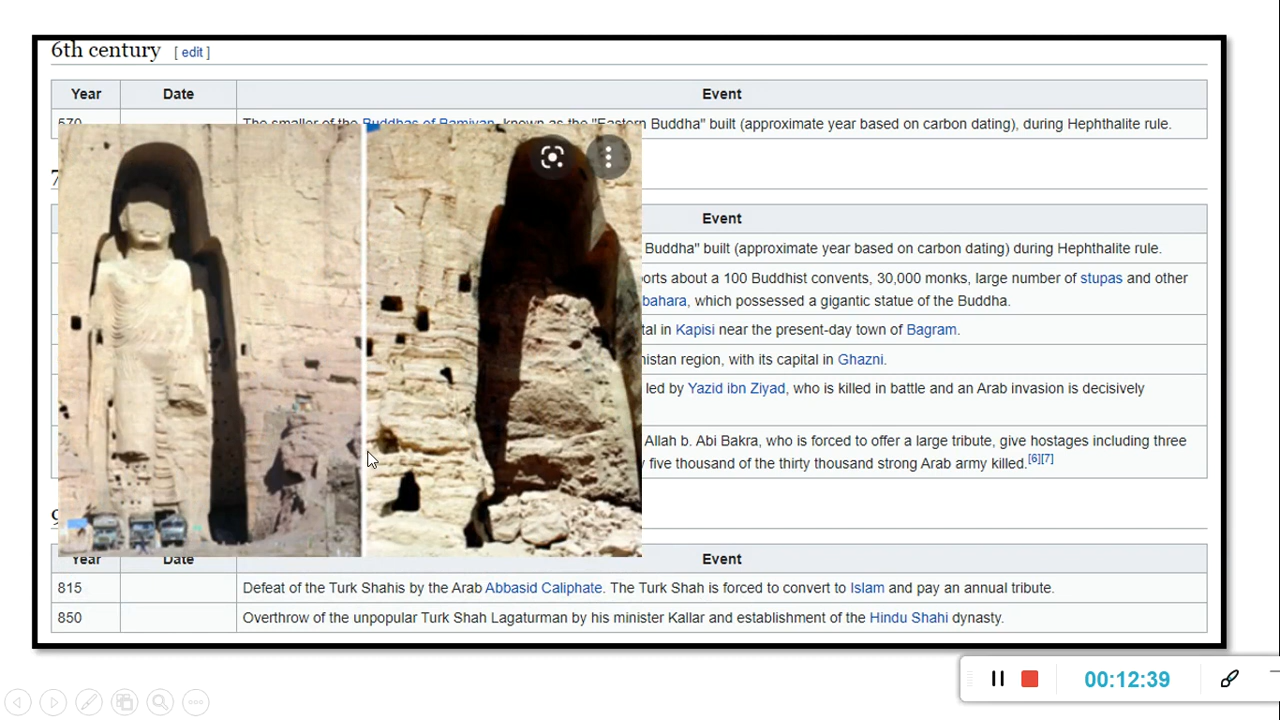 6th century [ edit ]
Year Date Event
570 The smaller of the Buddhas of Bamiyan, known as the "Eastern Buddha" built (approximate year based on carbon dating), during Hephthalite rule.
7
Event
Buddha" built (approximate year based on carbon dating) during Hephthalite rule.
orts about a 100 Buddhist convents, 30,000 monks, large number of stupas and other
bahara, which possessed a gigantic statue of the Buddha.
tal in Kapisi near the present-day town of Bagram.
nistan region, with its capital in Ghazni.
led by Yazid ibn Ziyad, who is killed in battle and an Arab invasion is decisively
Allah b. Abi Bakra, who is forced to offer a large tribute, give hostages including three
y five thousand of the thirty thousand strong Arab army killed.[6][7]
9
Year Date Event
815 Defeat of the Turk Shahis by the Arab Abbasid Caliphate. The Turk Shah is forced to convert to Islam and pay an annual tribute.
850 Overthrow of the unpopular Turk Shah Lagaturman by his minister Kallar and establishment of the Hindu Shahi dynasty.
00:12:39